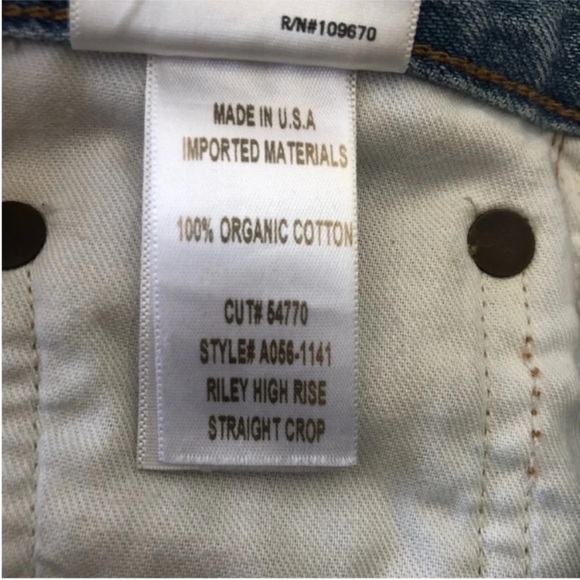 R/N#109670
MADE IN U.S.A
IMPORTED MATERIALS
100% ORGANIC COTTON
CUT# 54770
STYLE# A056-1141
RILEY HIGH RISE
STRAIGHT CROP